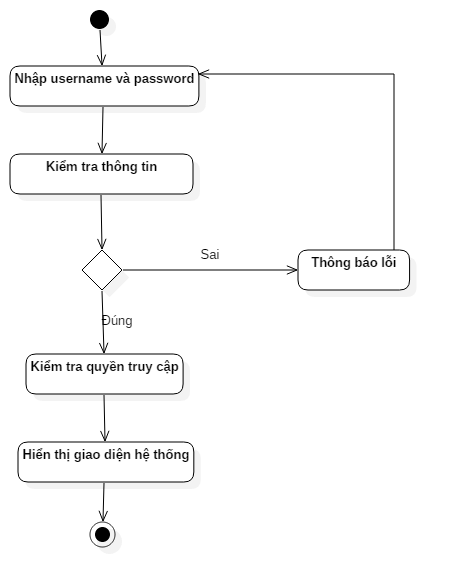 Nhập username và password
Kiểm tra thông tin
Sai
Thông báo lỗi
Đúng
Kiểm tra quyền truy cập
Hiển thị giao diện hệ thống